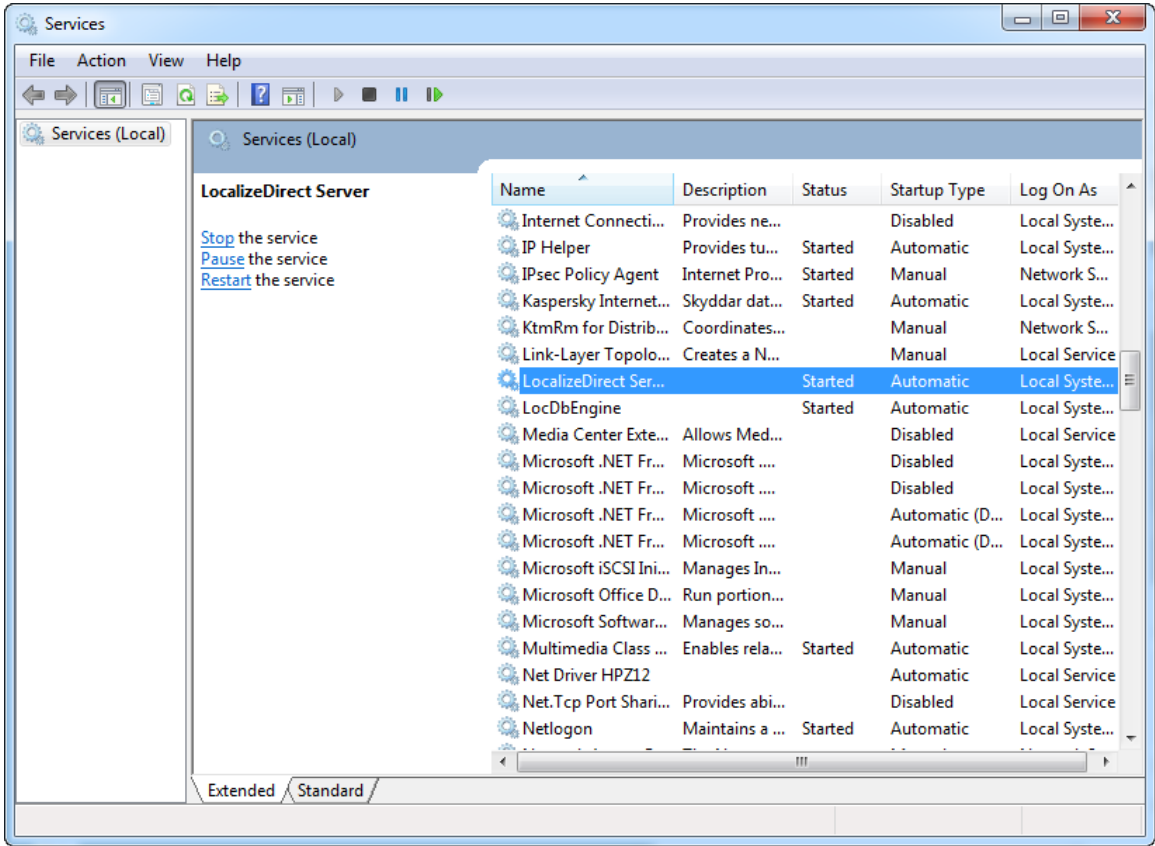 Services
File Action View Help
Services (Local)
Services (Local)
LocalizeDirect Server
Stop the service
Pause the service
Restart the service
Name Description Status Startup Type Log On As
Internet Connecti... Provides ne... Disabled Local Syste...
IP Helper Provides tu... Started Automatic Local Syste...
IPsec Policy Agent Internet Pro... Started Manual Network S...
Kaspersky Internet... Skyddar dat... Started Automatic Local Syste...
KtmRm for Distrib... Coordinates... Manual Network S...
Link-Layer Topolo... Creates a N... Manual Local Service
LocalizeDirect Ser... Started Automatic Local Syste...
LocDbEngine Started Automatic Local Syste...
Media Center Exte... Allows Med... Disabled Local Service
Microsoft .NET Fr... Microsoft .... Disabled Local Syste...
Microsoft .NET Fr... Microsoft .... Disabled Local Syste...
Microsoft .NET Fr... Microsoft .... Automatic (D... Local Syste...
Microsoft .NET Fr... Microsoft .... Automatic (D... Local Syste...
Microsoft iSCSI Ini... Manages In... Manual Local Syste...
Microsoft Office D... Run portion... Manual Local Syste...
Microsoft Softwar... Manages so... Manual Local Syste...
Multimedia Class ... Enables rela... Started Automatic Local Syste...
Net Driver HPZ12 Automatic Local Service
Net.Tcp Port Shari... Provides abi... Disabled Local Service
Netlogon Maintains a ... Started Automatic Local Syste...
Extended Standard